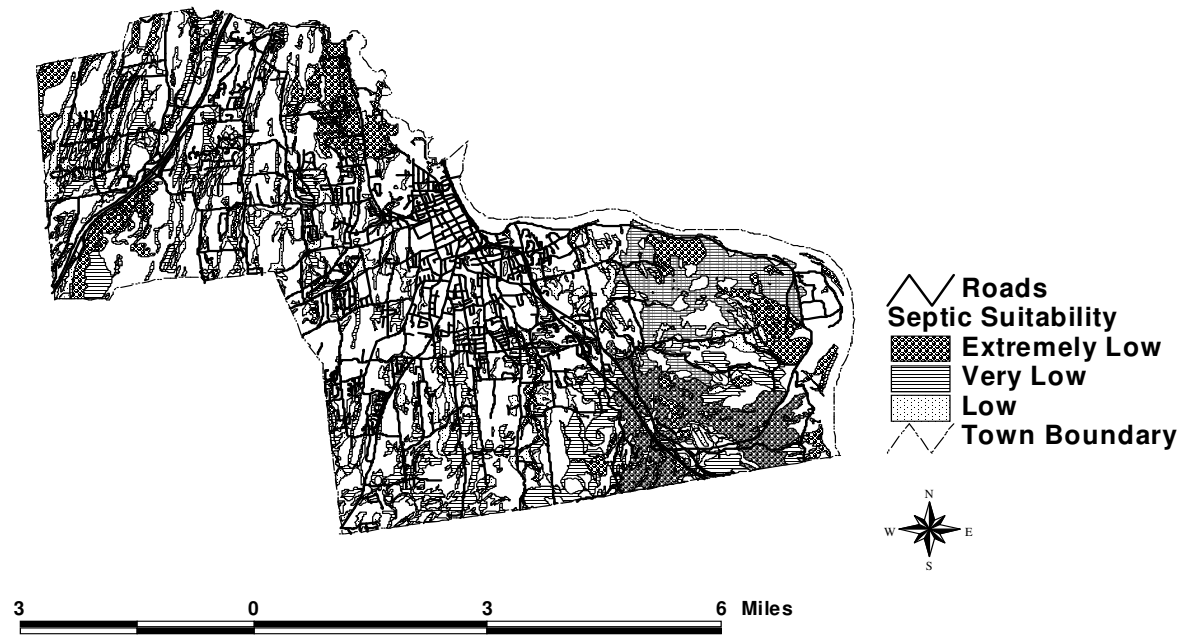 Roads
Septic Suitability
Extremely Low
Very Low
Low
Town Boundary
N
W E
S
3 0 3 6 Miles